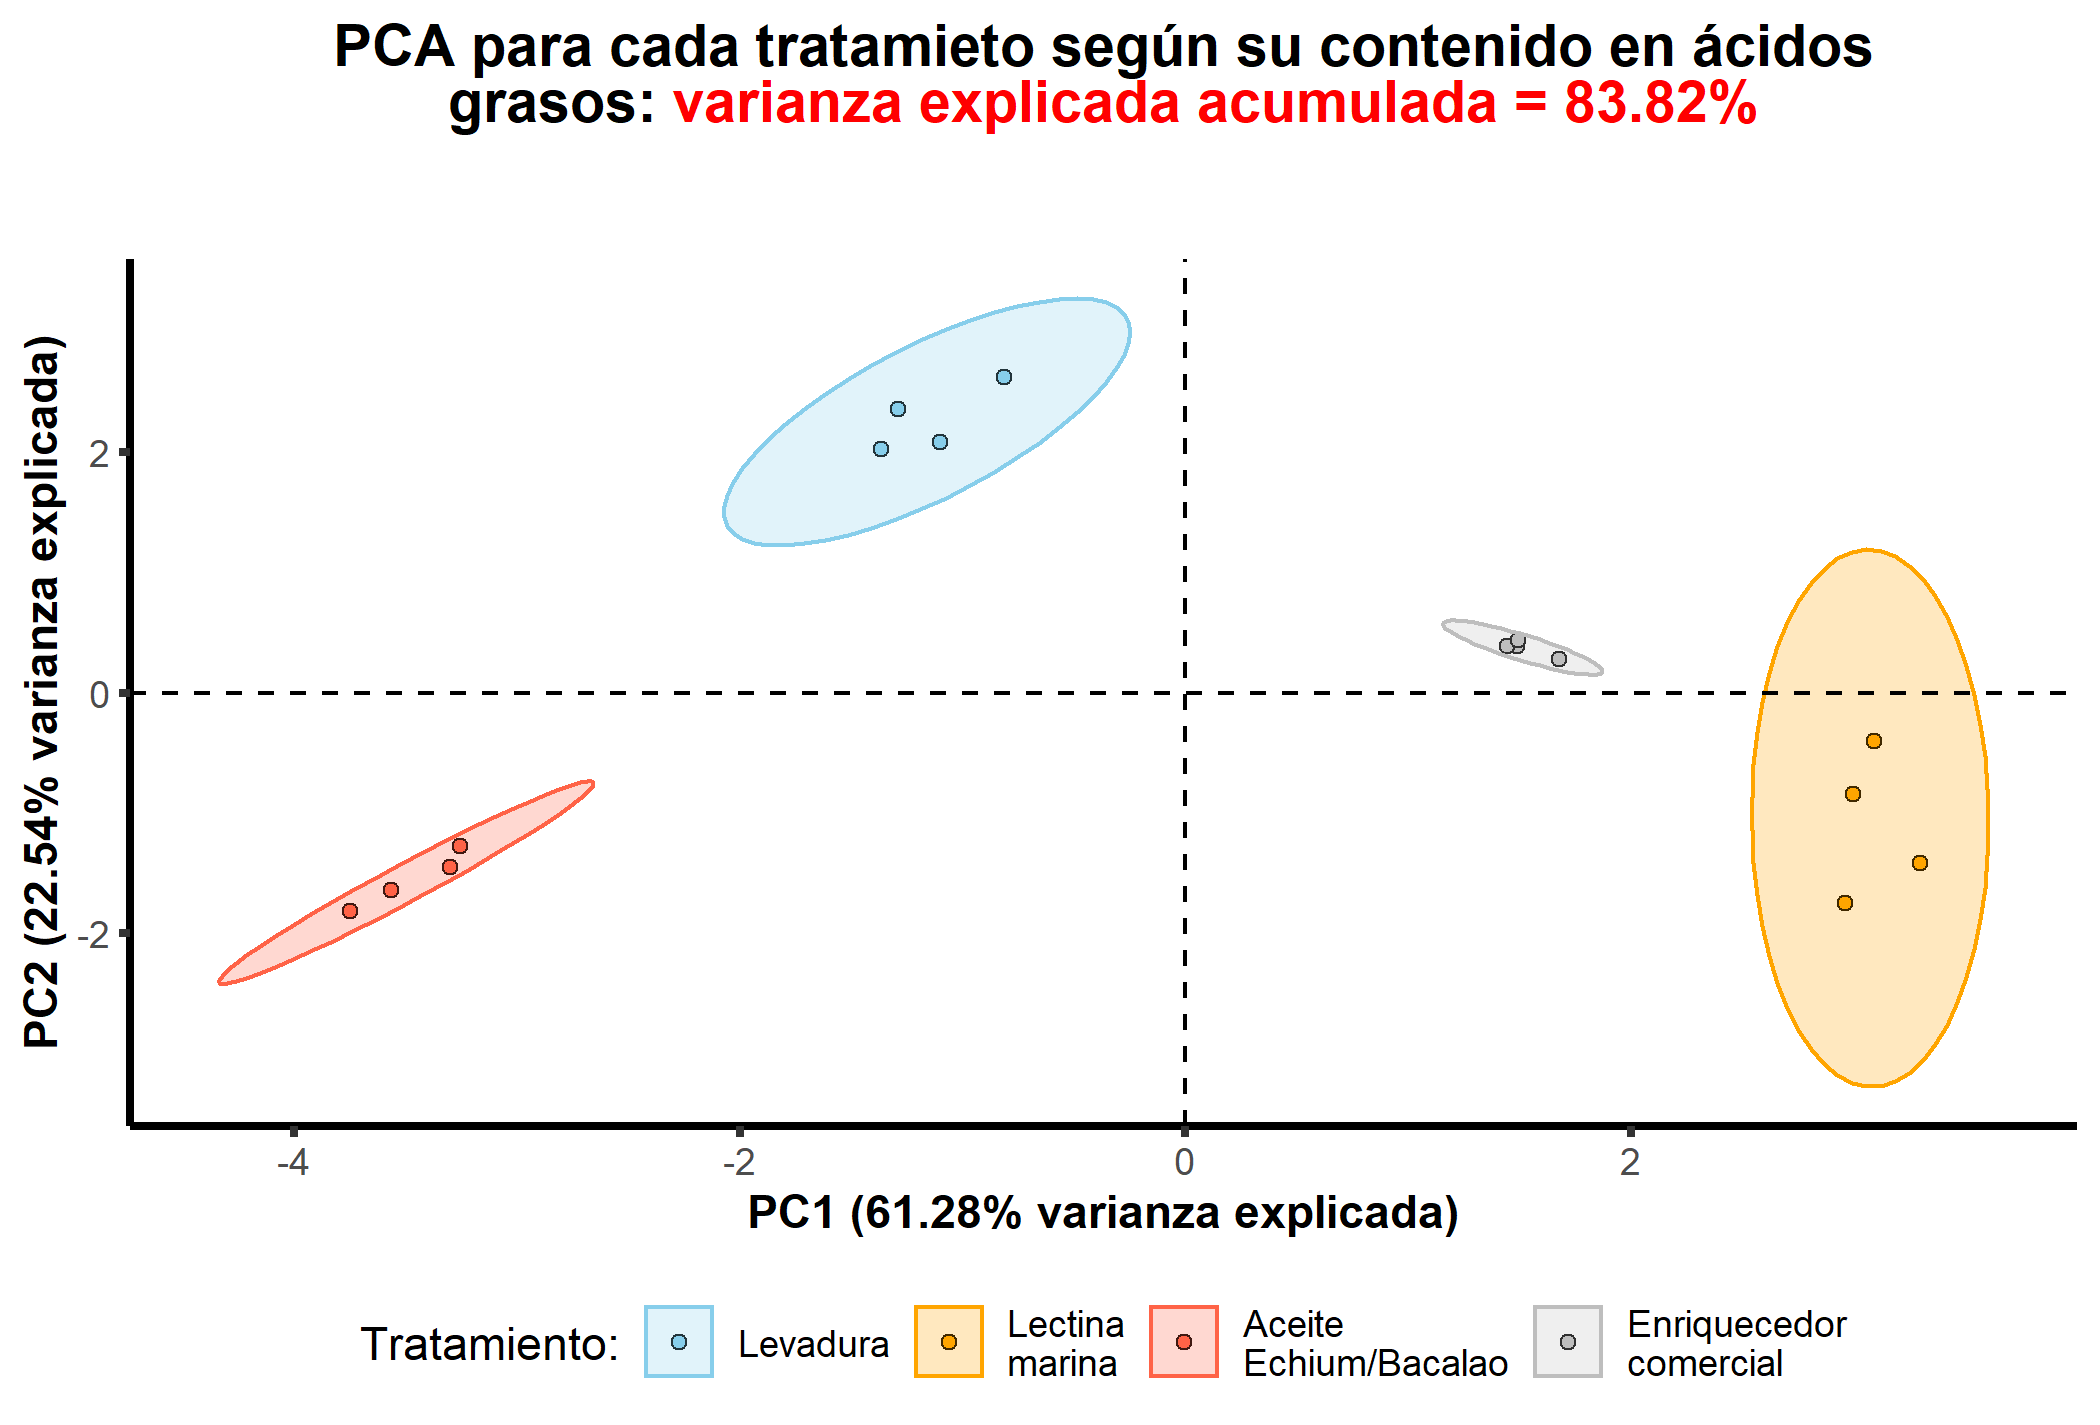 PCA para cada tratamieto según su contenido en ácidos
grasos: varianza explicada acumulada = 83.82%
PC2 (22.54% varianza explicada)
2
0
-2
-4
-2
0
2
PC1 (61.28% varianza explicada)
Tratamiento:
Levadura
Lectina
marina
Aceite
Echium/Bacalao
Enriquecedor
comercial